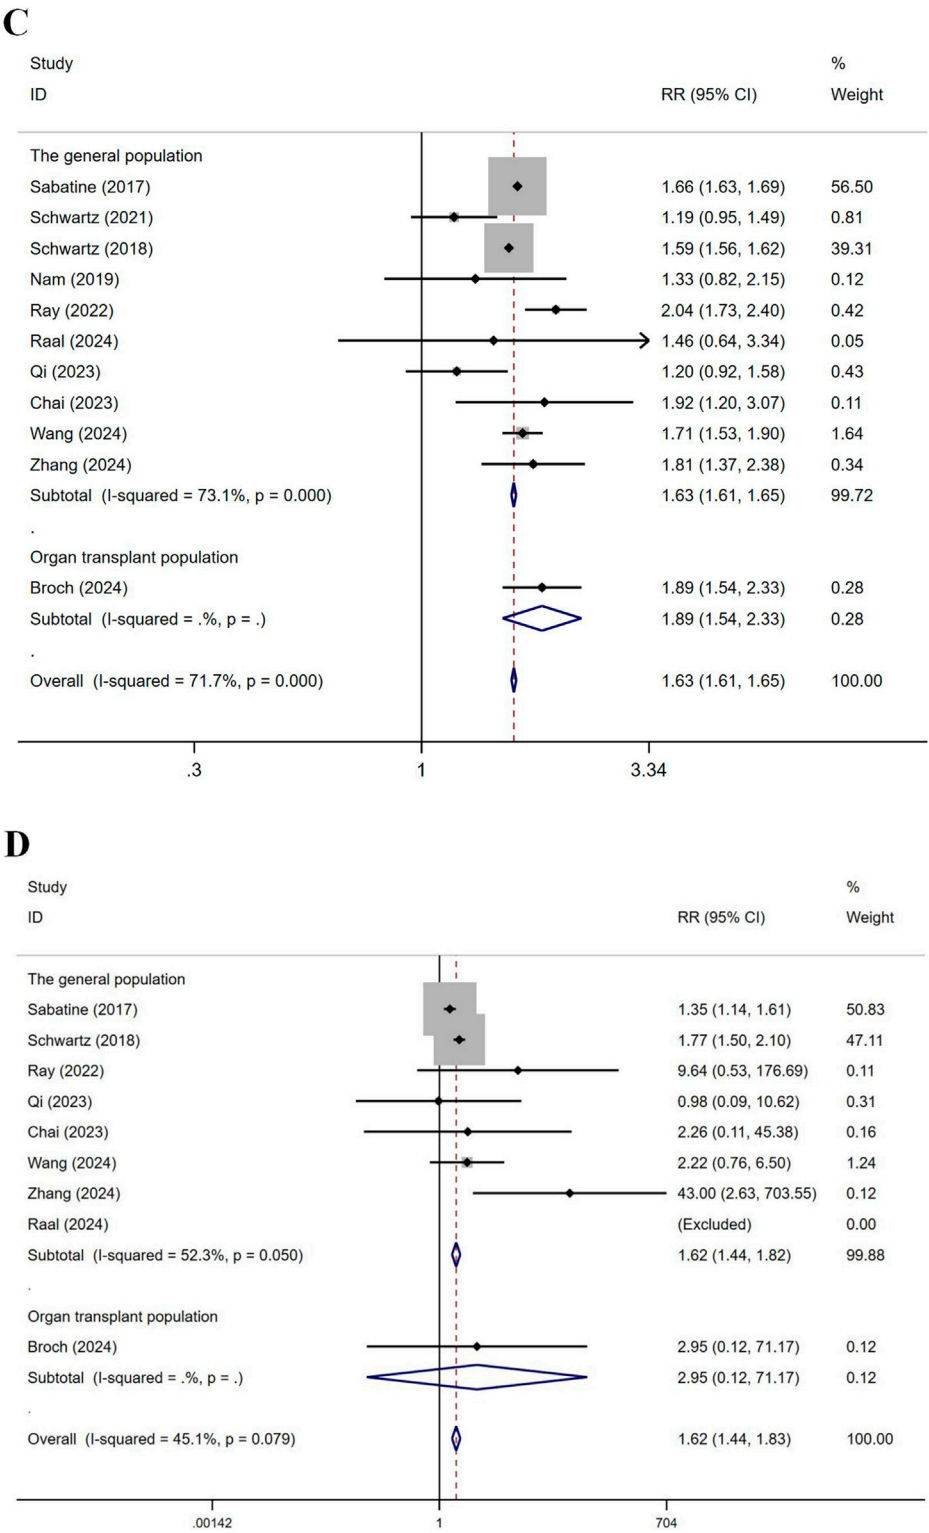 C
Study %
ID RR (95% CI) Weight
The general population
Sabatine (2017) 1.66 (1.63, 1.69) 56.50
Schwartz (2021) 1.19 (0.95, 1.49) 0.81
Schwartz (2018) 1.59 (1.56, 1.62) 39.31
Nam (2019) 1.33 (0.82, 2.15) 0.12
Ray (2022) 2.04 (1.73, 2.40) 0.42
Raal (2024) 1.46 (0.64, 3.34) 0.05
Qi (2023) 1.20 (0.92, 1.58) 0.43
Chai (2023) 1.92 (1.20, 3.07) 0.11
Wang (2024) 1.71 (1.53, 1.90) 1.64
Zhang (2024) 1.81 (1.37, 2.38) 0.34
Subtotal (I-squared = 73.1%, p = 0.000) 1.63 (1.61, 1.65) 99.72
.
Organ transplant population
Broch (2024) 1.89 (1.54, 2.33) 0.28
Subtotal (I-squared = .%, p = .) 1.89 (1.54, 2.33) 0.28
.
Overall (I-squared = 71.7%, p = 0.000) 1.63 (1.61, 1.65) 100.00
.3 1 3.34
D
Study %
ID RR (95% CI) Weight
The general population
Sabatine (2017) 1.35 (1.14, 1.61) 50.83
Schwartz (2018) 1.77 (1.50, 2.10) 47.11
Ray (2022) 9.64 (0.53, 176.69) 0.11
Qi (2023) 0.98 (0.09, 10.62) 0.31
Chai (2023) 2.26 (0.11, 45.38) 0.16
Wang (2024) 2.22 (0.76, 6.50) 1.24
Zhang (2024) 43.00 (2.63, 703.55) 0.12
Raal (2024) (Excluded) 0.00
Subtotal (I-squared = 52.3%, p = 0.050) 1.62 (1.44, 1.82) 99.88
.
Organ transplant population
Broch (2024) 2.95 (0.12, 71.17) 0.12
Subtotal (I-squared = .%, p = .) 2.95 (0.12, 71.17) 0.12
.
Overall (I-squared = 45.1%, p = 0.079) 1.62 (1.44, 1.83) 100.00
.00142 1 704